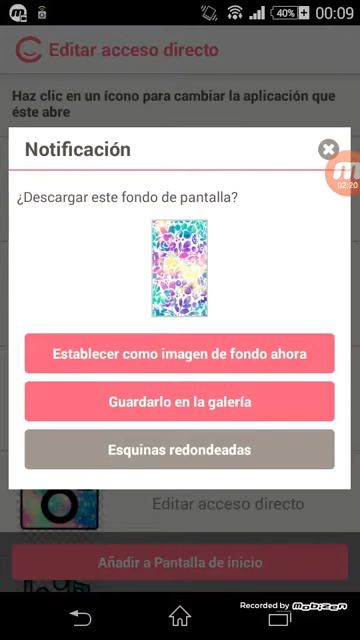 40%
00:09
Editar acceso directo
Haz clic en un ícono para cambiar la aplicación que
éste abre
Notificación
02:20
¿Descargar este fondo de pantalla?
Establecer como imagen de fondo ahora
Guardarlo en la galería
Esquinas redondeadas
Editar acceso directo
Añadir a Pantalla de inicio
Recorded by Mobizen